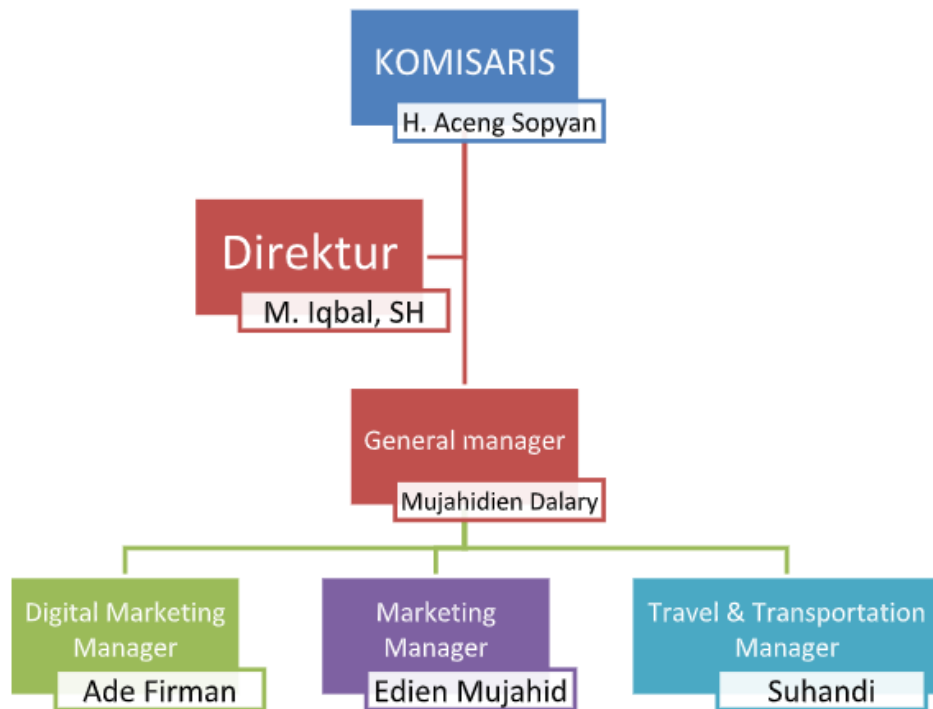 KOMISARIS
H. Aceng Sopyan
Direktur
M. Iqbal, SH
General manager
Mujahidien Dalary
Digital Marketing
Manager
Ade Firman
Marketing
Manager
Edien Mujahid
Travel & Transportation
Manager
Suhandi